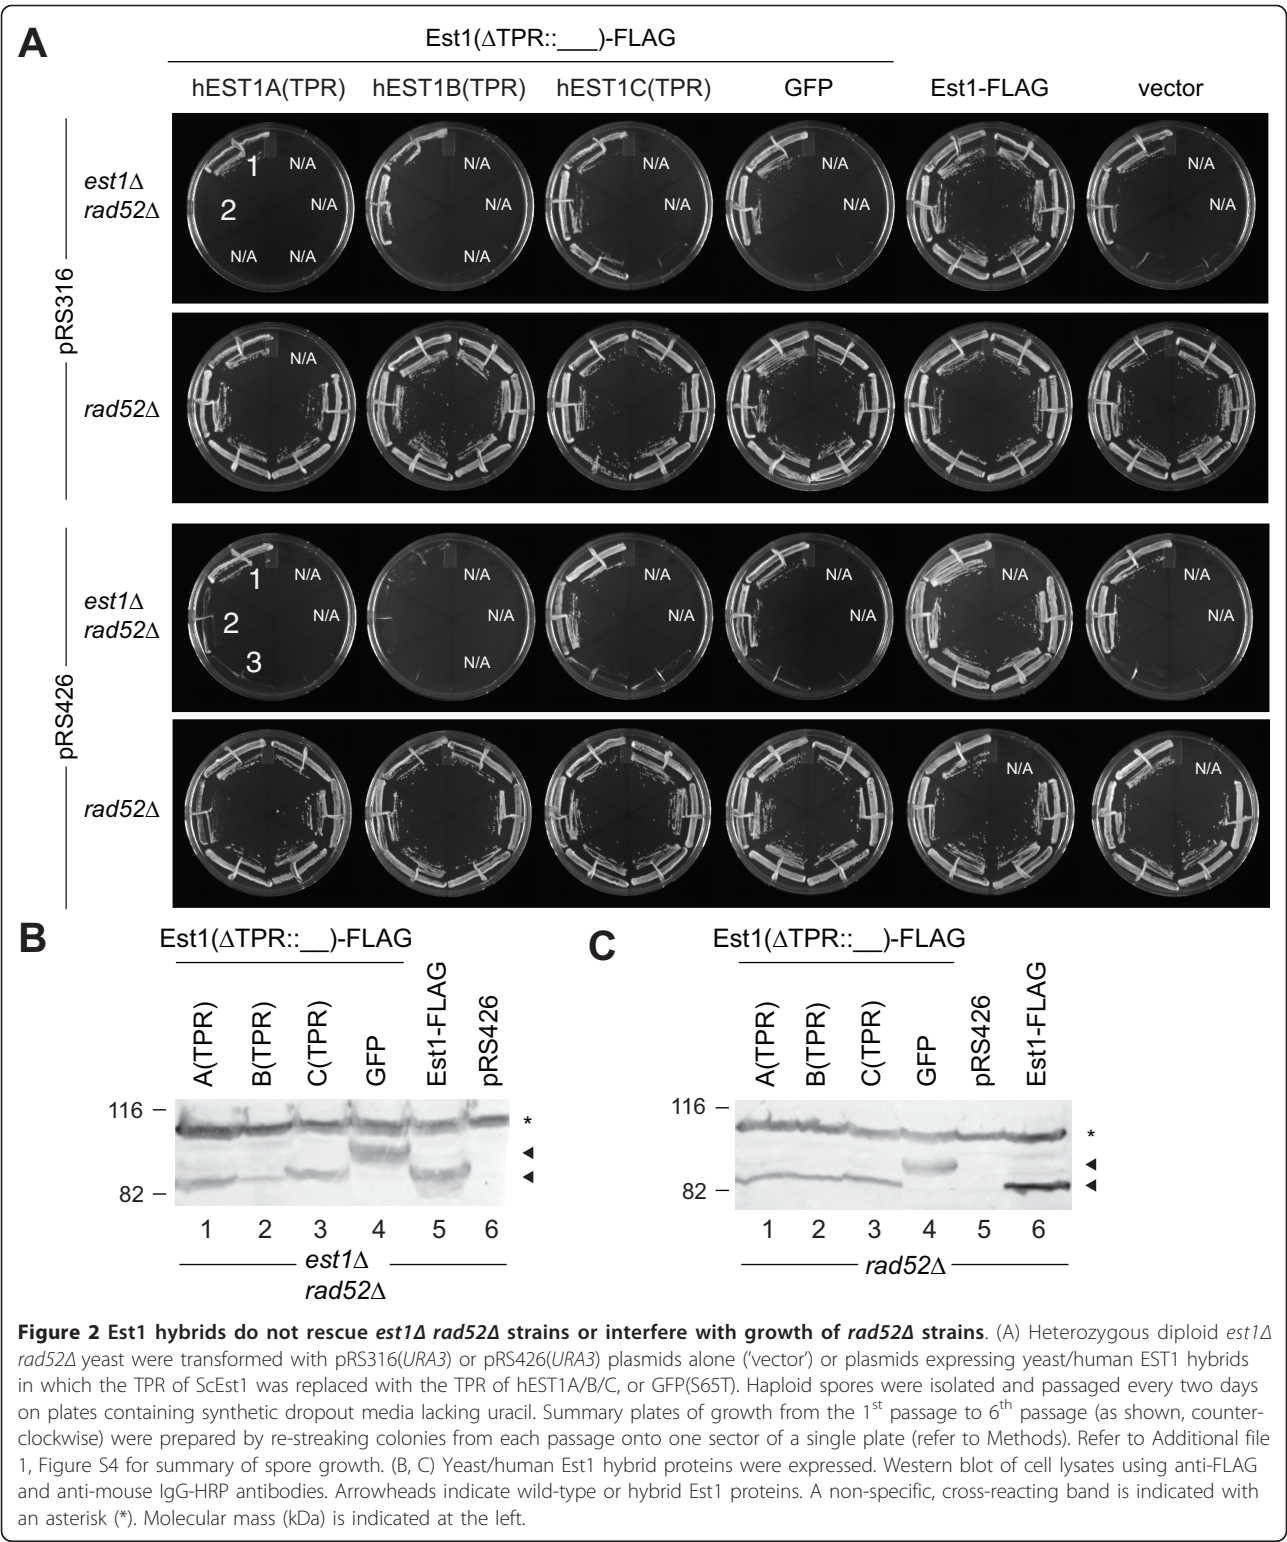 A
Est1(ΔTPR::___)-FLAG
hEST1A(TPR) hEST1B(TPR) hEST1C(TPR) GFP Est1-FLAG vector
pRS316
est1Δ
rad52Δ
1 N/A N/A N/A N/A N/A
2 N/A N/A N/A N/A N/A
N/A N/A N/A
rad52Δ
N/A
pRS426
est1Δ
rad52Δ
1 N/A N/A N/A N/A N/A N/A
2 N/A N/A N/A N/A N/A
3 N/A
rad52Δ
N/A N/A
B
Est1(ΔTPR::__)-FLAG
A(TPR) B(TPR) C(TPR) GFP Est1-FLAG pRS426
116
*
82
1 2 3 4 5 6
est1Δ
rad52Δ
C
Est1(ΔTPR::__)-FLAG
A(TPR) B(TPR) C(TPR) GFP pRS426 Est1-FLAG
116
*
82
1 2 3 4 5 6
rad52Δ
Figure 2 Est1 hybrids do not rescue est1Δ rad52Δ strains or interfere with growth of rad52Δ strains. (A) Heterozygous diploid est1Δ
rad52Δ yeast were transformed with pRS316(URA3) or pRS426(URA3) plasmids alone ('vector') or plasmids expressing yeast/human EST1 hybrids
in which the TPR of ScEst1 was replaced with the TPR of hEST1A/B/C, or GFP(S65T). Haploid spores were isolated and passaged every two days
on plates containing synthetic dropout media lacking uracil. Summary plates of growth from the 1st passage to 6th passage (as shown, counter-
clockwise) were prepared by re-streaking colonies from each passage onto one sector of a single plate (refer to Methods). Refer to Additional file
1, Figure S4 for summary of spore growth. (B, C) Yeast/human Est1 hybrid proteins were expressed. Western blot of cell lysates using anti-FLAG
and anti-mouse IgG-HRP antibodies. Arrowheads indicate wild-type or hybrid Est1 proteins. A non-specific, cross-reacting band is indicated with
an asterisk (*). Molecular mass (kDa) is indicated at the left.